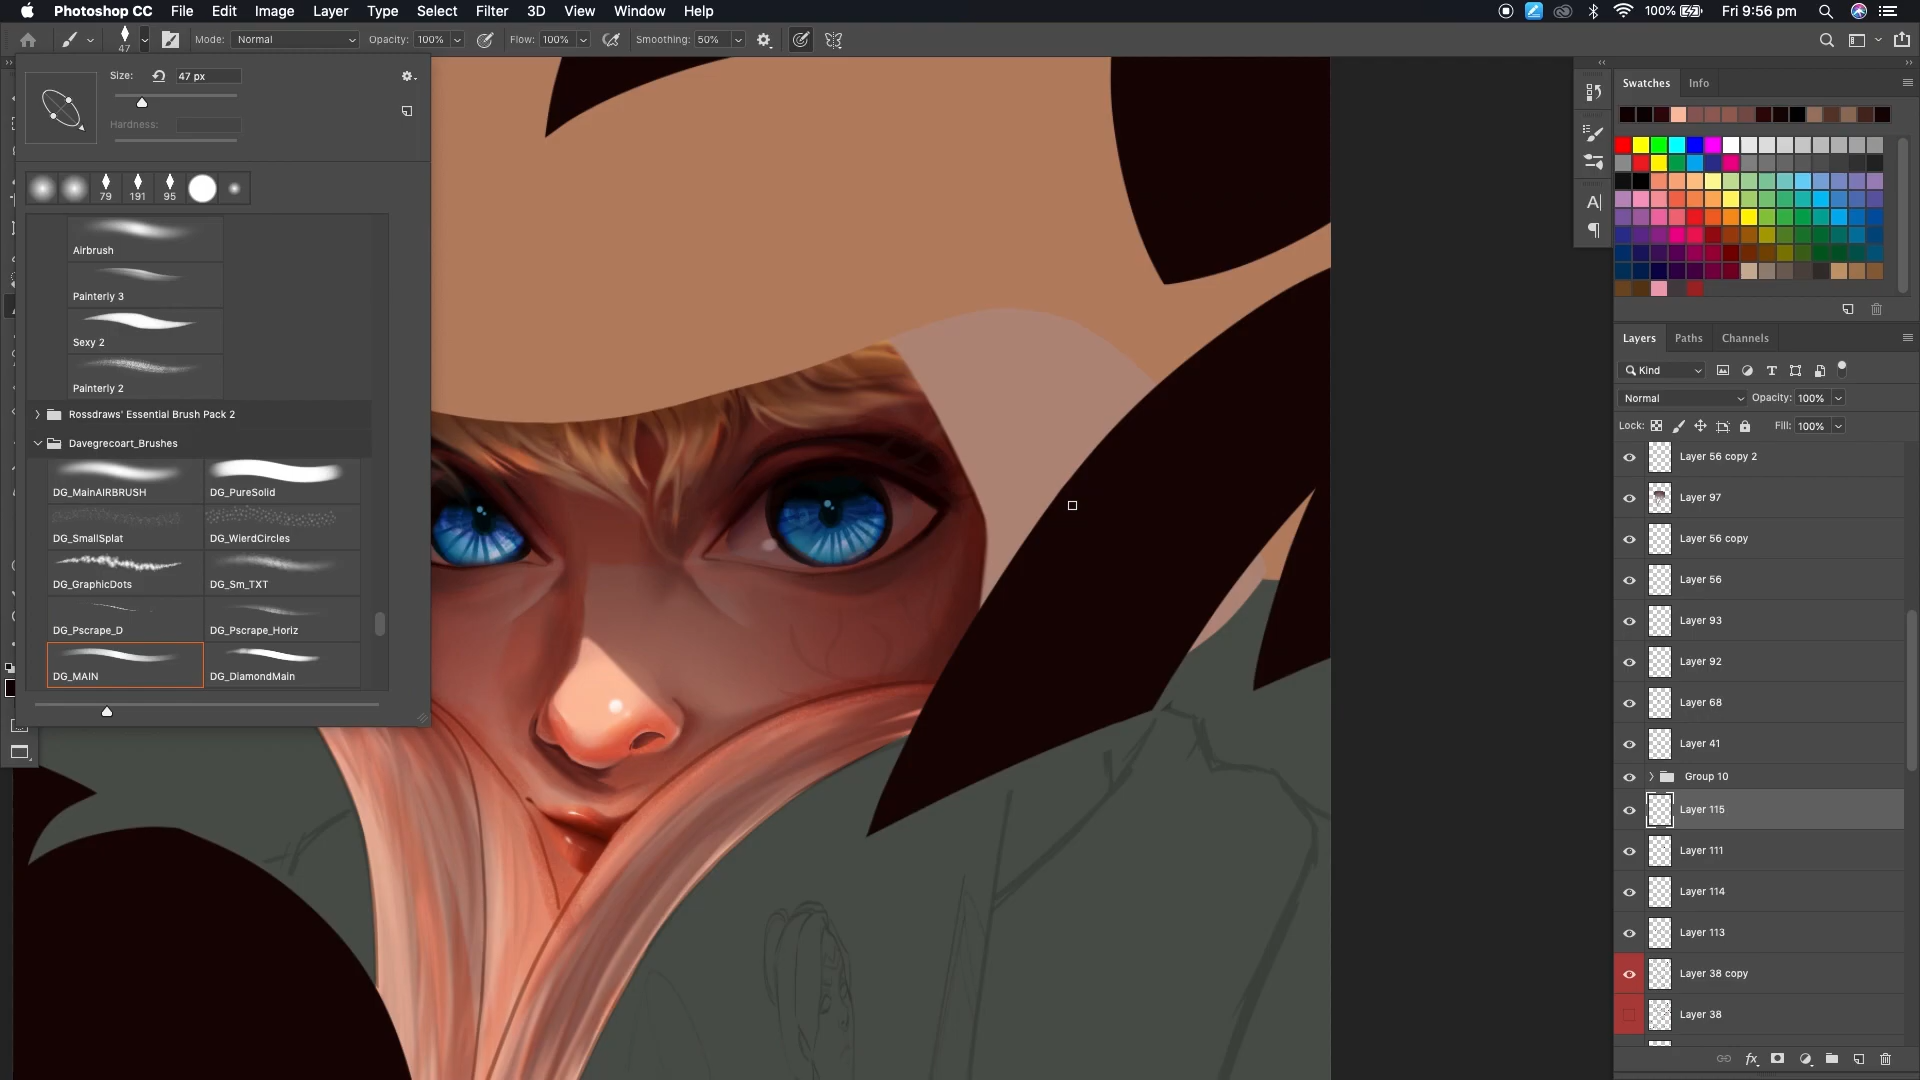 Photoshop CC File Edit Image Layer Type Select Filter 3D View Window Help 100% Fri 9:56 pm
47 Mode: Normal Opacity: 100% Flow: 100% Smoothing: 50%
Size: 47 px
Hardness:
79 191 95
Airbrush
Painterly 3
Sexy 2
Painterly 2
Rossdraws' Essential Brush Pack 2
Davegrecoart_Brushes
DG_MainAIRBRUSH DG_PureSolid
DG_SmallSplat DG_WierdCircles
DG_GraphicDots DG_Sm_TXT
DG_Pscrape_D DG_Pscrape_Horiz
DG_MAIN DG_DiamondMain
Swatches Info
Layers Paths Channels
Kind
Normal Opacity: 100%
Lock: Fill: 100%
Layer 56 copy 2
Layer 97
Layer 56 copy
Layer 56
Layer 93
Layer 92
Layer 68
Layer 41
Group 10
Layer 115
Layer 111
Layer 114
Layer 113
Layer 38 copy
Layer 38